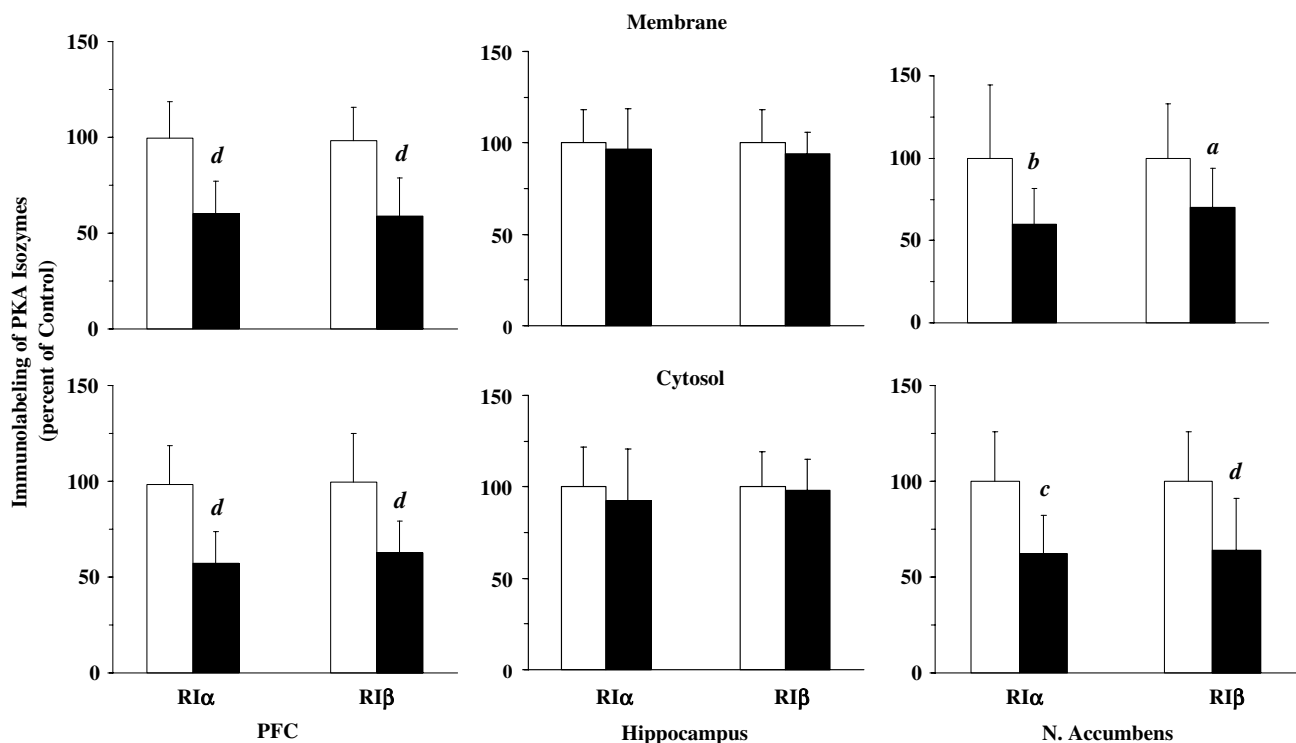 Membrane
150
100
50
0
d
d
150
100
50
0
150
100
50
0
b
a
Immunolabeling of PKA Isozymes
(percent of Control)
Cytosol
150
100
50
0
d
d
150
100
50
0
150
100
50
0
c
d
RIα
RIβ
RIα
RIβ
RIα
RIβ
PFC
Hippocampus
N. Accumbens